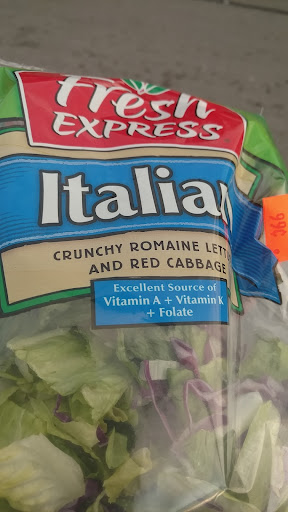 Fresh
EXPRESS
Italian
CRUNCHY ROMAINE LETT
AND RED CABBAGE
Excellent Source of
Vitamin A + Vitamin K
+ Folate